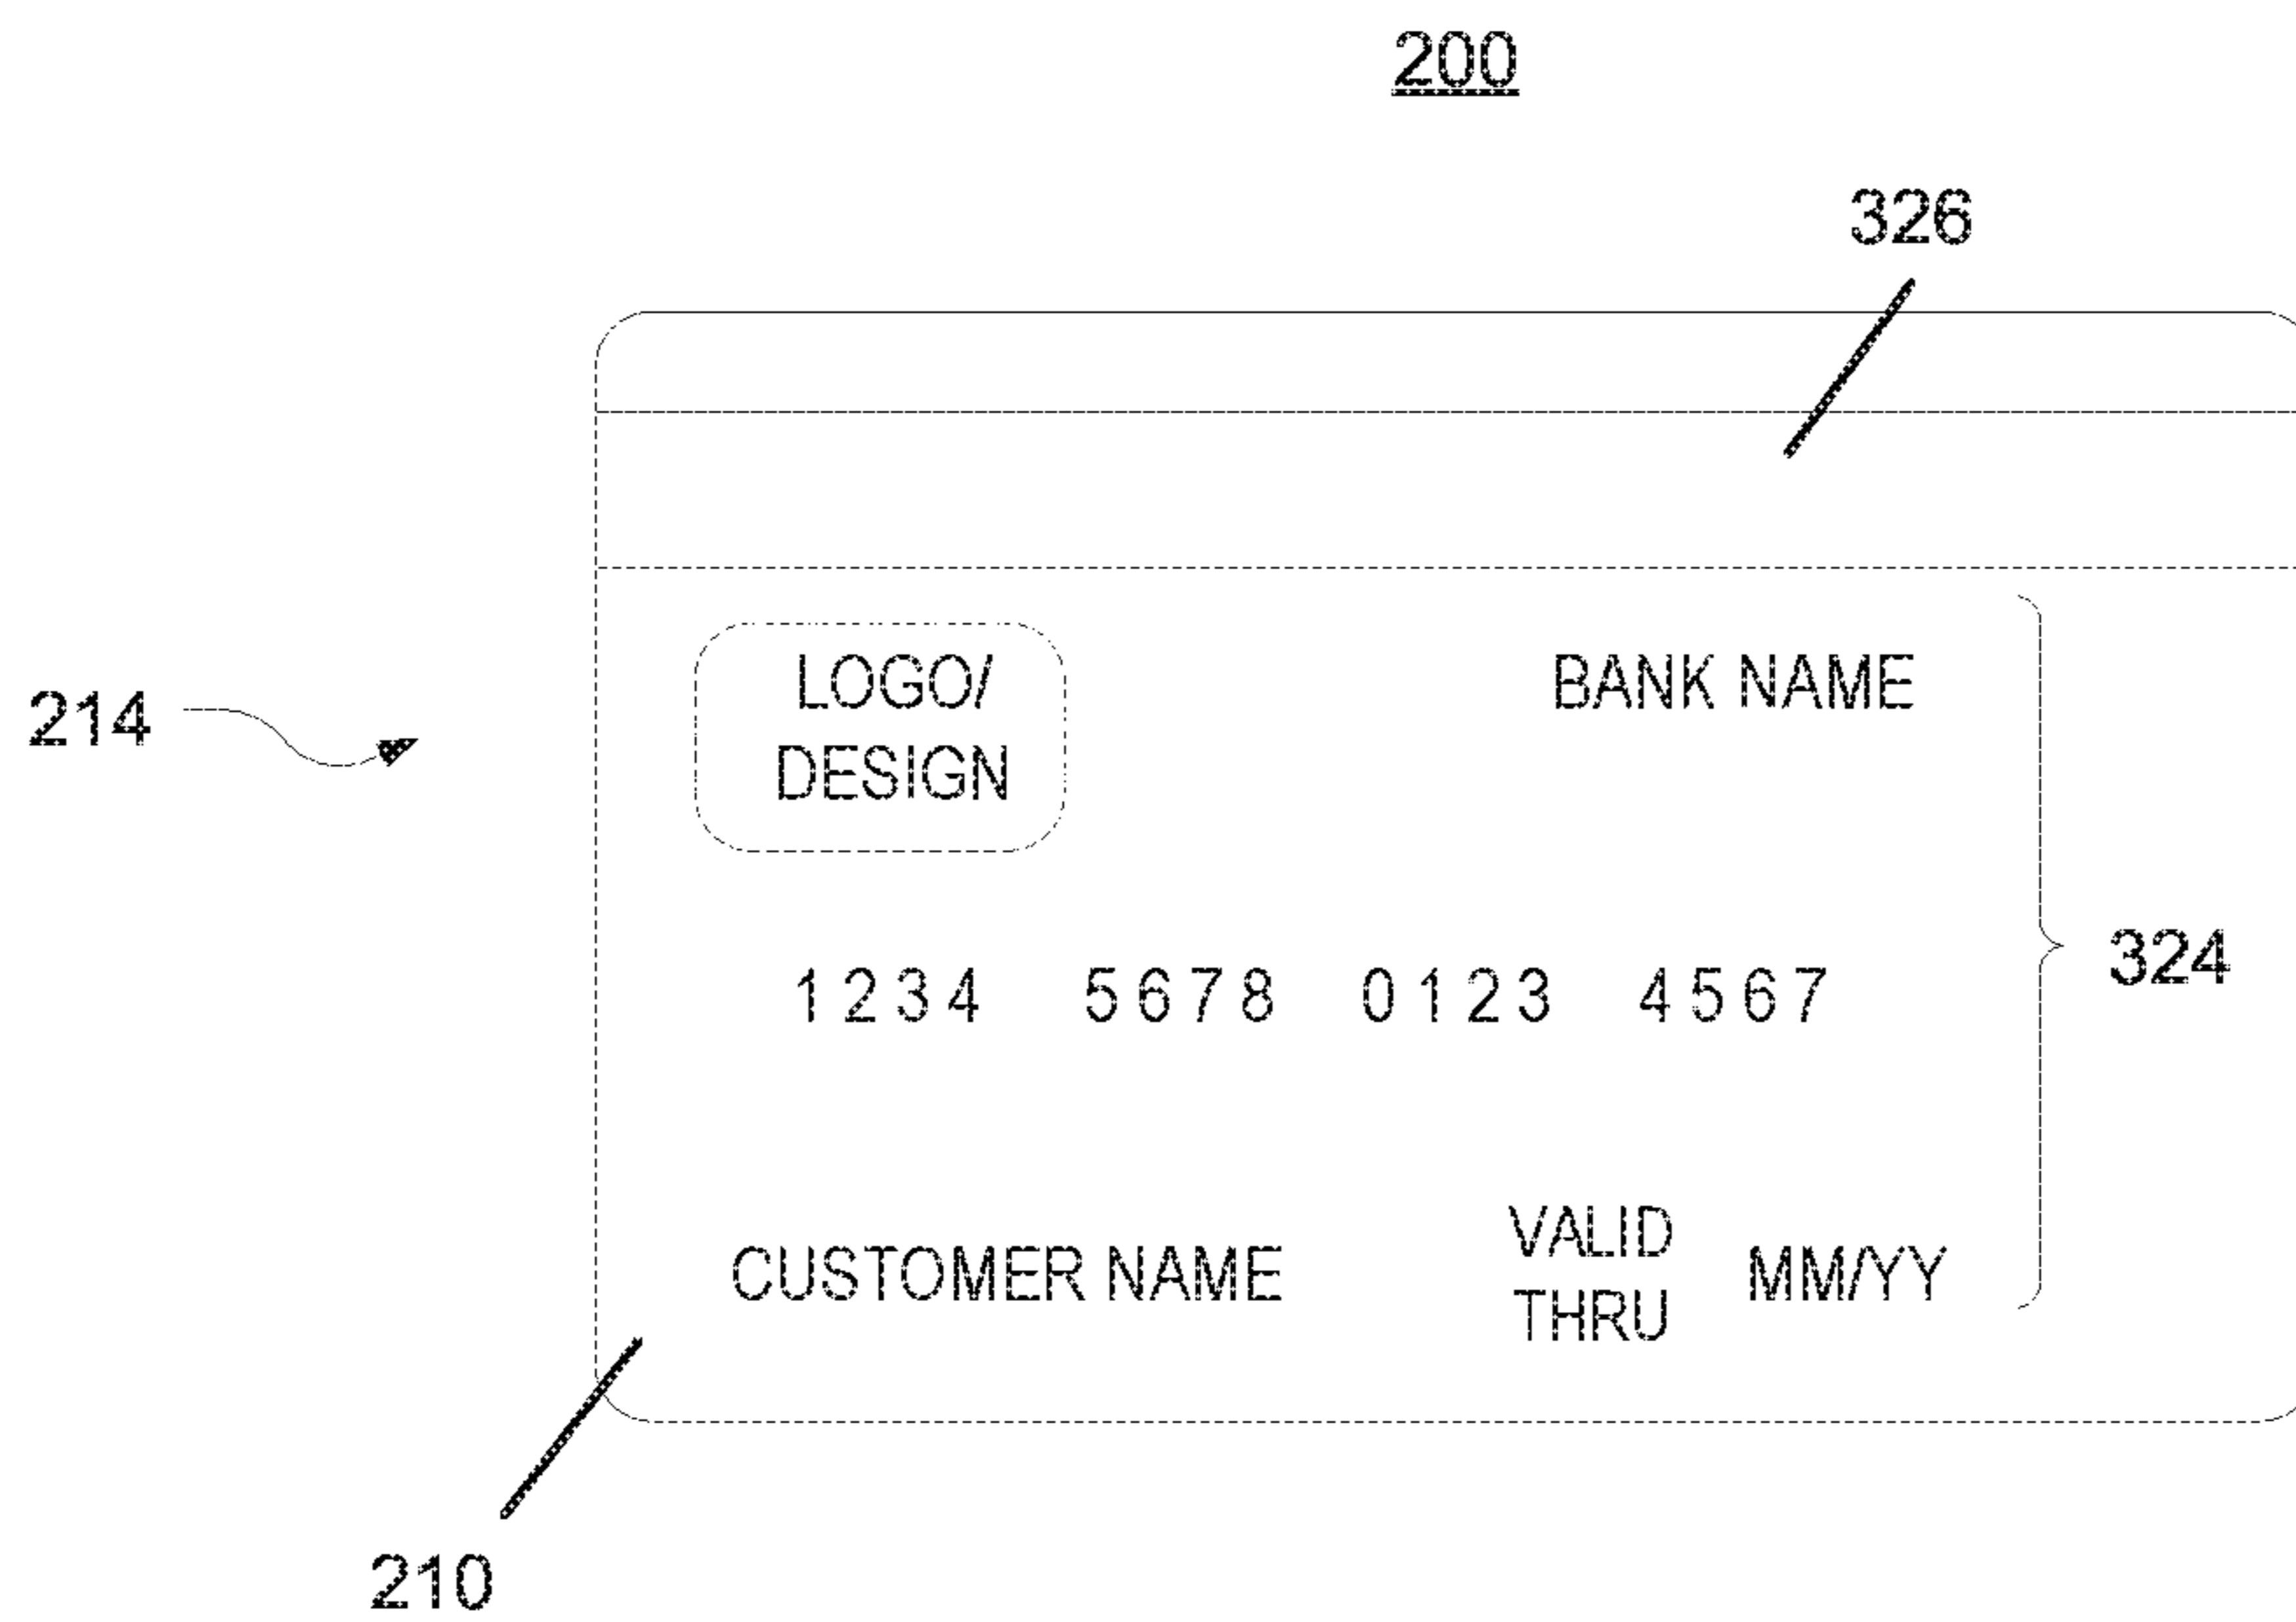 200
326
LOGO/
DESIGN
BANK NAME
214
1234 5678 0123 4567
324
CUSTOMER NAME
VALID
THRU
MM/YY
210